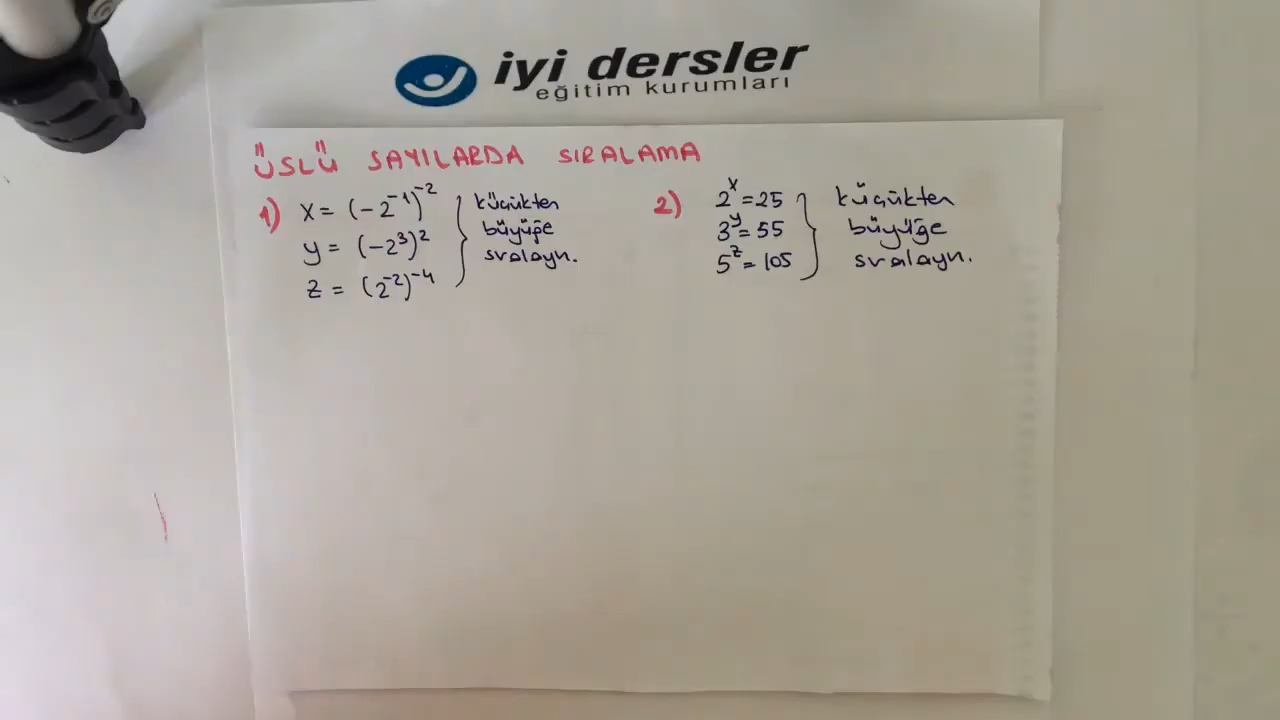 iyi dersler
eğitim kurumları
ÜSLÜ SAYILARDA SIRALAMA
1) x = (-2⁻¹)⁻² küçükten
y = (-2³)² büyüğe
z = (2⁻²)⁻⁴ sıralayın.
2) 2ˣ = 25 küçükten
3ʸ = 55 büyüğe
5ᶻ = 105 sıralayın.